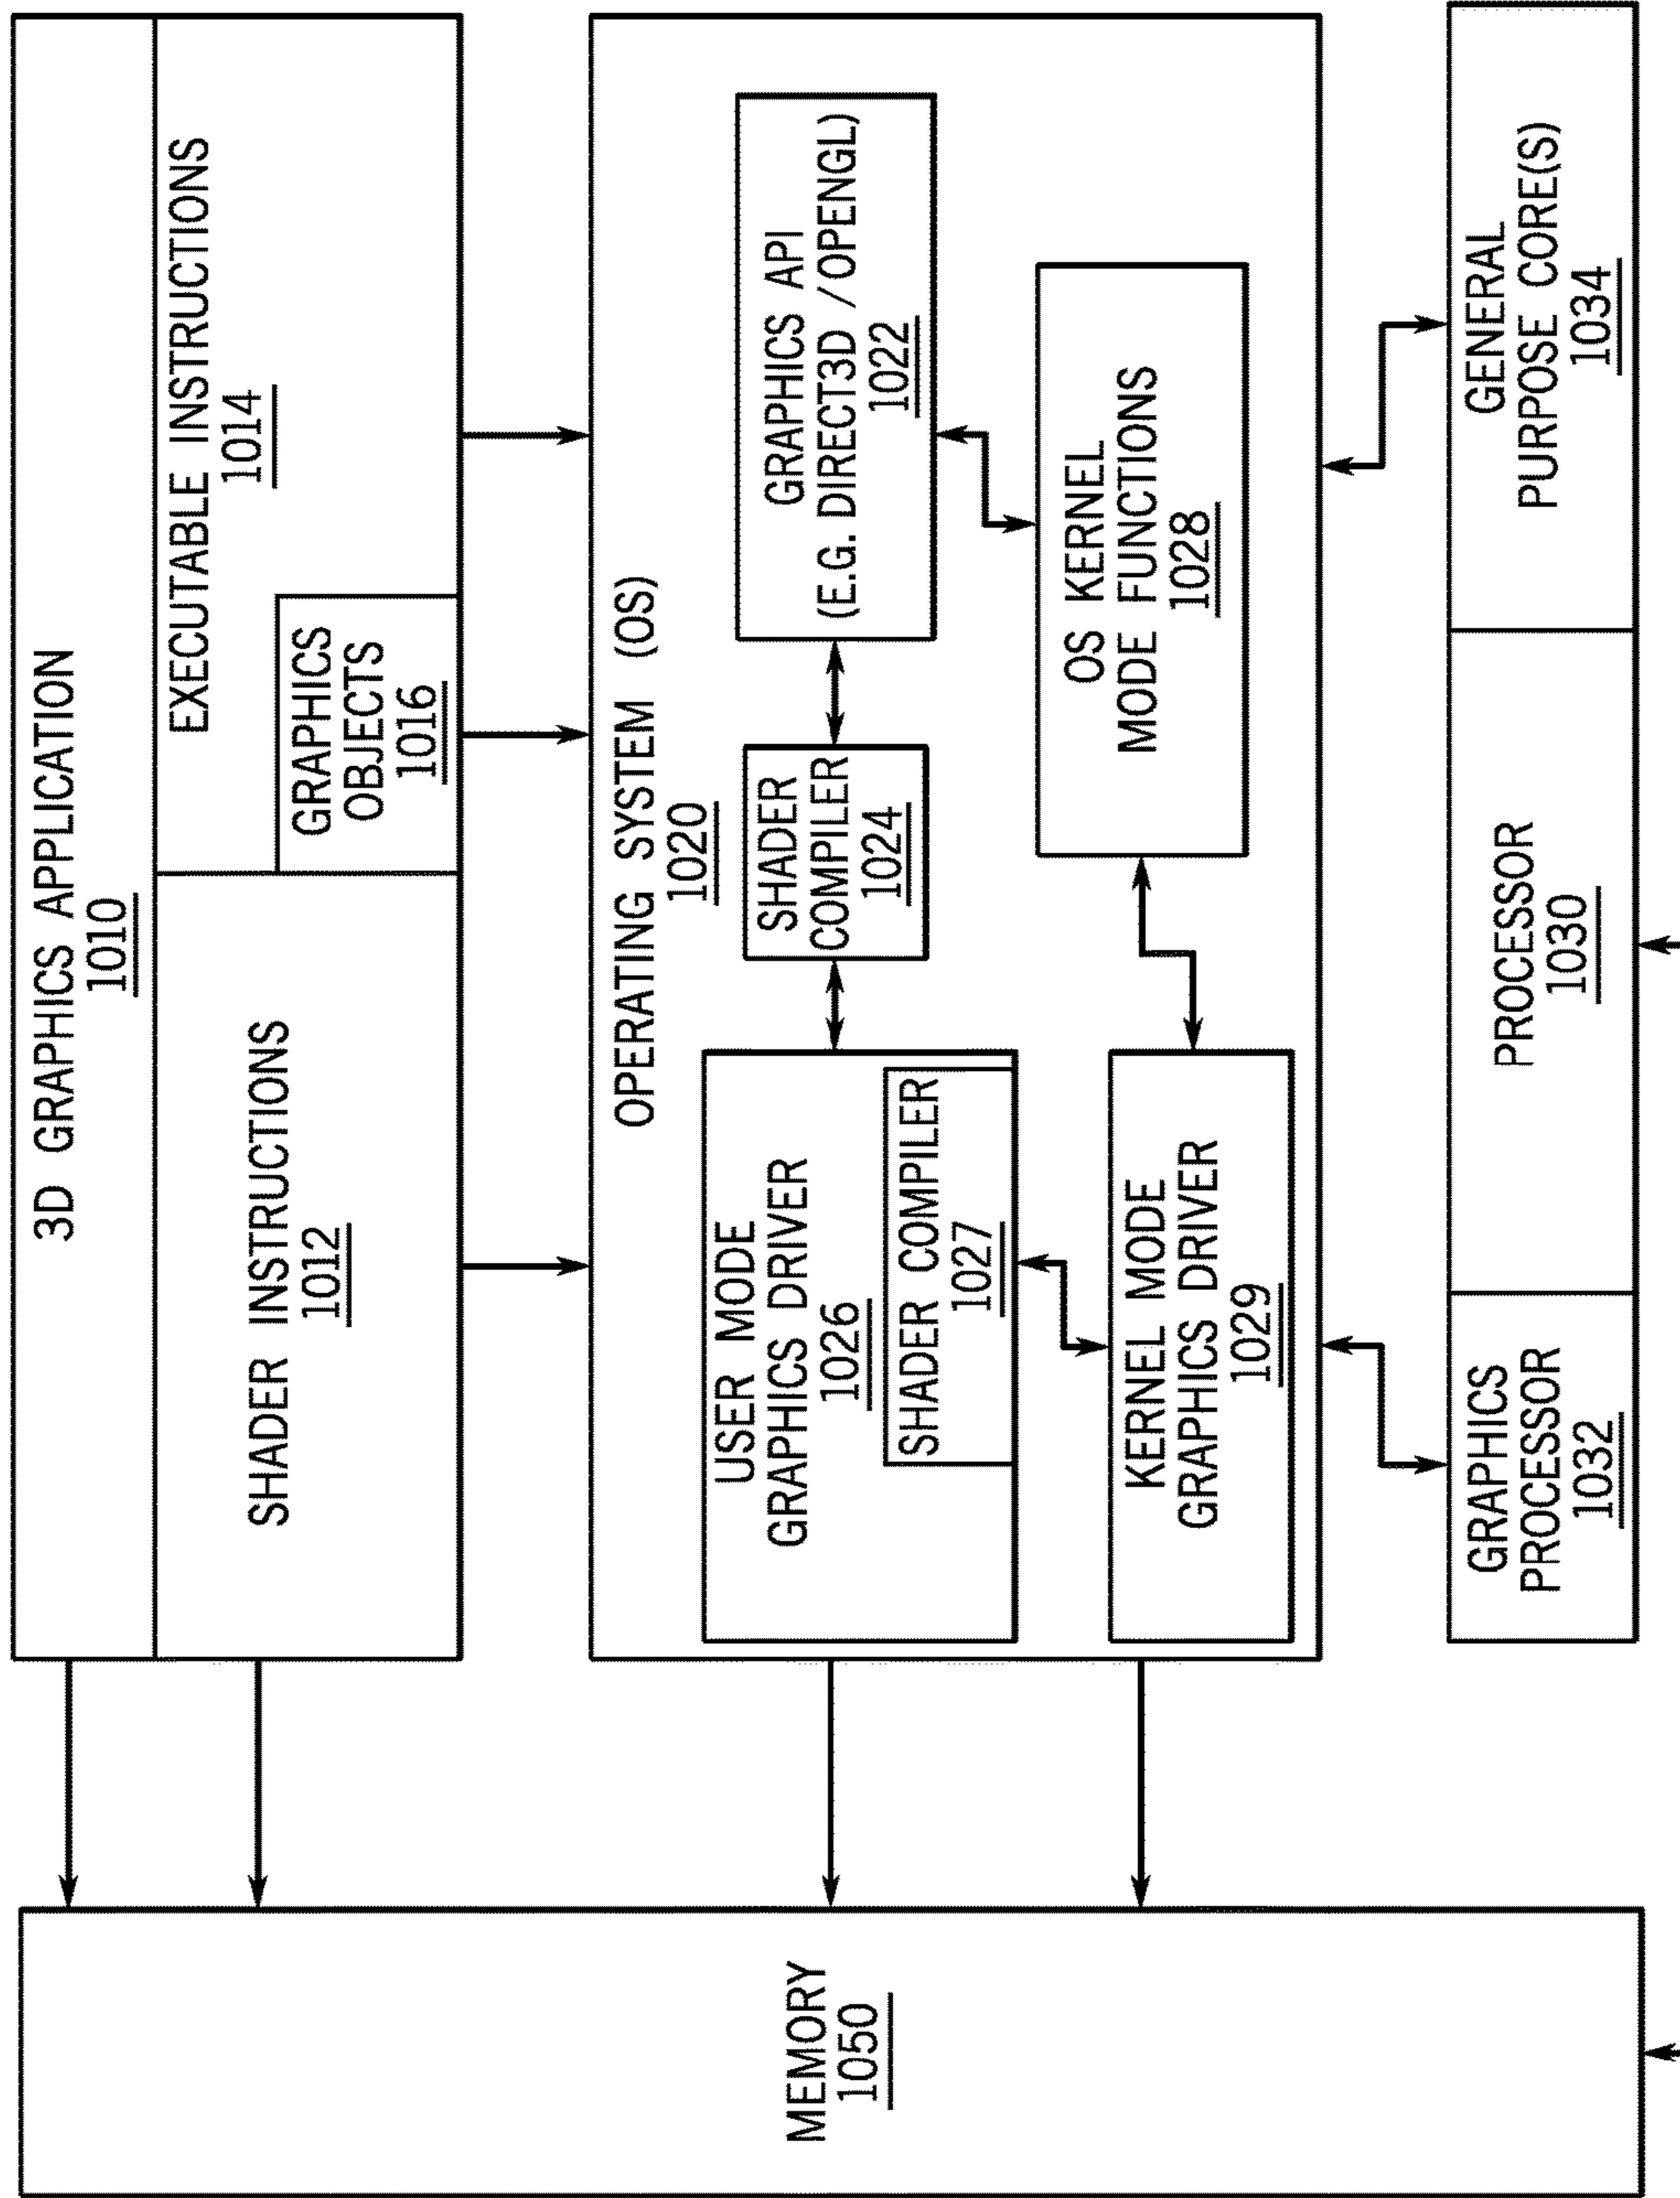 3D GRAPHICS APPLICATION
1010
SHADER INSTRUCTIONS
1012
EXECUTABLE INSTRUCTIONS
1014
GRAPHICS
OBJECTS
1016
OPERATING SYSTEM (OS)
1020
USER MODE
GRAPHICS DRIVER
1026
SHADER COMPILER
1027
SHADER
COMPILER
1024
GRAPHICS API
(E.G. DIRECT3D /OPENGL)
1022
KERNEL MODE
GRAPHICS DRIVER
1029
OS KERNEL
MODE FUNCTIONS
1028
GRAPHICS
PROCESSOR
1032
PROCESSOR
1030
GENERAL
PURPOSE CORE(S)
1034
MEMORY
1050